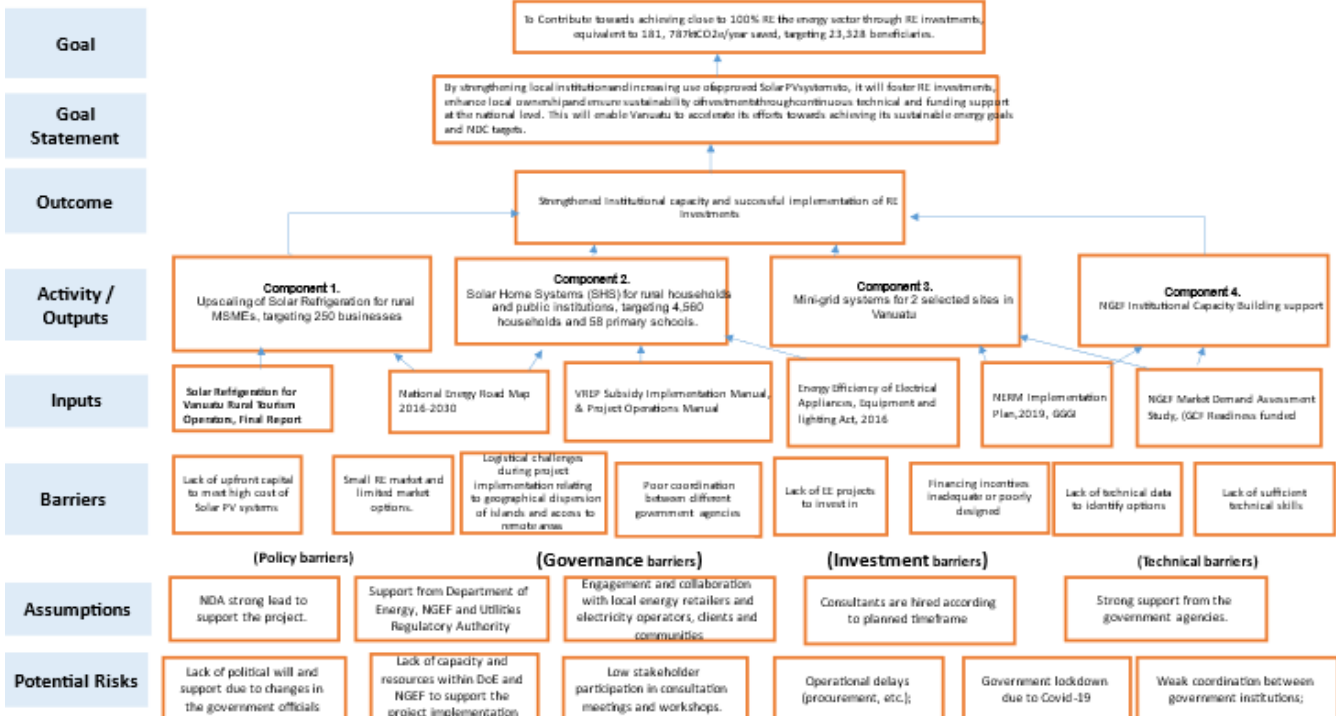 Goal
To Contribute towards achieving close to 100% RE the energy sector through RE investments,
equivalent to 181, 787ktCO2e/year saved, targeting 23,328 beneficiaries.
Goal
Statement
By strengthening local institutionand increasing use ofapproved Solar PVsystemsto, it will foster RE investments,
enhance local ownershipand ensure sustainability ofinvestmentsthroughcontinuous technical and funding support
at the national level. This will enable Vanuatu to accelerate its efforts towards achieving its sustainable energy goals
and NDC targets.
Outcome
Strengthened Institutional capacity and successful implementation of RE
Investments
Activity /
Outputs
Component 1.
Upscaling of Solar Refrigeration for rural
MSMEs, targeting 250 businesses
Component 2.
Solar Home Systems (SHS) for rural households
and public institutions, targeting 4,560
households and 58 primary schools.
Component 3.
Mini-grid systems for 2 selected sites in
Vanuatu
Component 4.
NGEF Institutional Capacity Building support
Inputs
Solar Refrigeration for
Vanuatu Rural Tourism
Operators, Final Report
National Energy Road Map
2016-2030
VREP Subsidy Implementation Manual,
& Project Operations Manual
Energy Efficiency of Electrical
Appliances, Equipment and
lighting Act, 2016
NERM Implementation
Plan,2019, GGGI
NGEF Market Demand Assessment
Study, (GCF Readiness funded
Barriers
Lack of upfront capital
to meet high cost of
Solar PV systems
Small RE market and
limited market
options.
Logistical challenges
during project
implementation relating
to geographical dispersion
of islands and access to
remote areas
Poor coordination
between different
government agencies
Lack of EE projects
to invest in
Financing incentives
inadequate or poorly
designed
Lack of technical data
to identify options
Lack of sufficient
technical skills
(Policy barriers)
(Governance barriers)
(Investment barriers)
(Technical barriers)
Assumptions
NDA strong lead to
support the project.
Support from Department of
Energy, NGEF and Utilities
Regulatory Authority
Engagement and collaboration
with local energy retailers and
electricity operators, clients and
communities
Consultants are hired according
to planned timeframe
Strong support from the
government agencies.
Potential Risks
Lack of political will and
support due to changes in
the government officials
Lack of capacity and
resources within DoE and
NGEF to support the
project implementation
Low stakeholder
participation in consultation
meetings and workshops.
Operational delays
(procurement, etc.);
Government lockdown
due to Covid-19
Weak coordination between
government institutions;